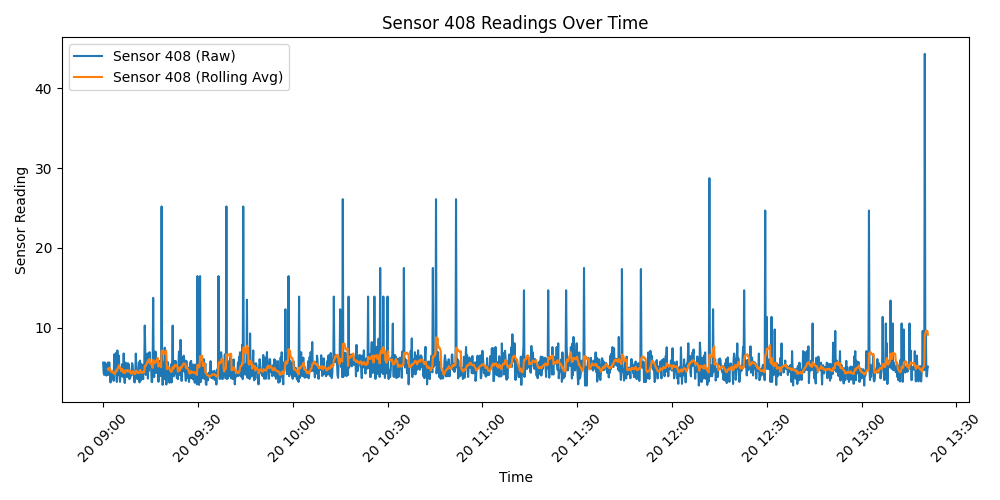 Sensor 408 Readings Over Time
Sensor 408 (Raw)
Sensor 408 (Rolling Avg)
Sensor Reading
40
30
20
10
20 09:00
20 09:30
20 10:00
20 10:30
20 11:00
20 11:30
20 12:00
20 12:30
20 13:00
20 13:30
Time